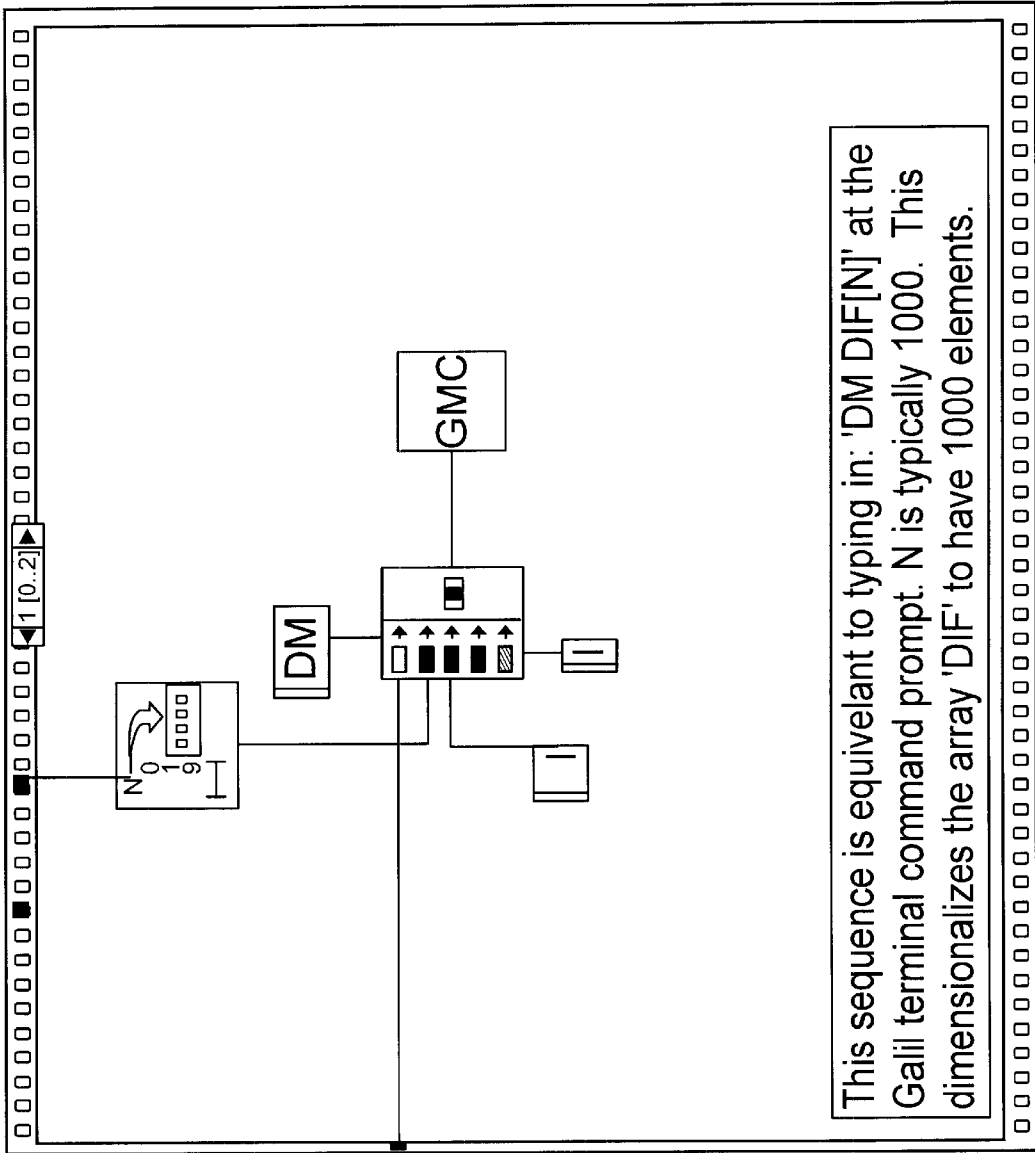 1 [0..2]
N
0
1
9
DM
GMC
This sequence is equivelant to typing in: 'DM DIF[N]' at the
Galil terminal command prompt. N is typically 1000. This
dimensionalizes the array 'DIF' to have 1000 elements.